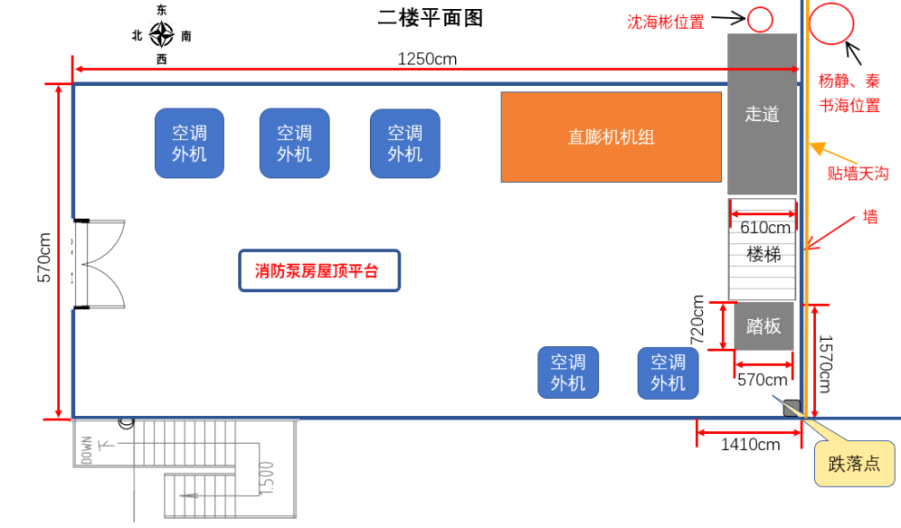 二楼平面图
东
北
南
西
沈海彬位置
1250cm
杨静、秦
书海位置
空调
外机
空调
外机
空调
外机
直膨机机组
走道
贴墙天沟
墙
610cm
楼梯
570cm
消防泵房屋顶平台
720cm
踏板
1570cm
空调
外机
空调
外机
570cm
1410cm
跌落点
DOWN
下
1.500